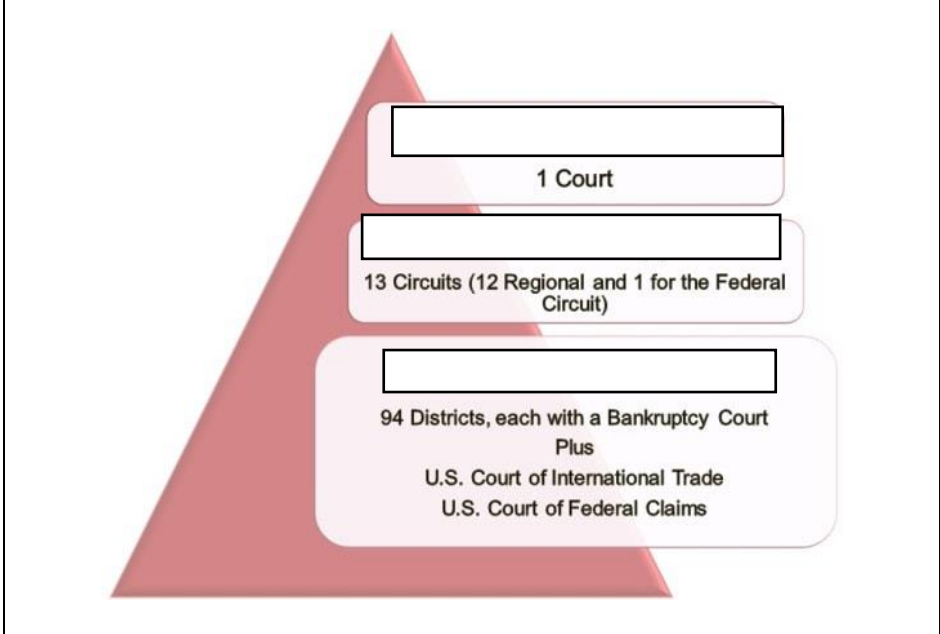 1 Court
13 Circuits (12 Regional and 1 for the Federal
Circuit)
94 Districts, each with a Bankruptcy Court
Plus
U.S. Court of International Trade
U.S. Court of Federal Claims